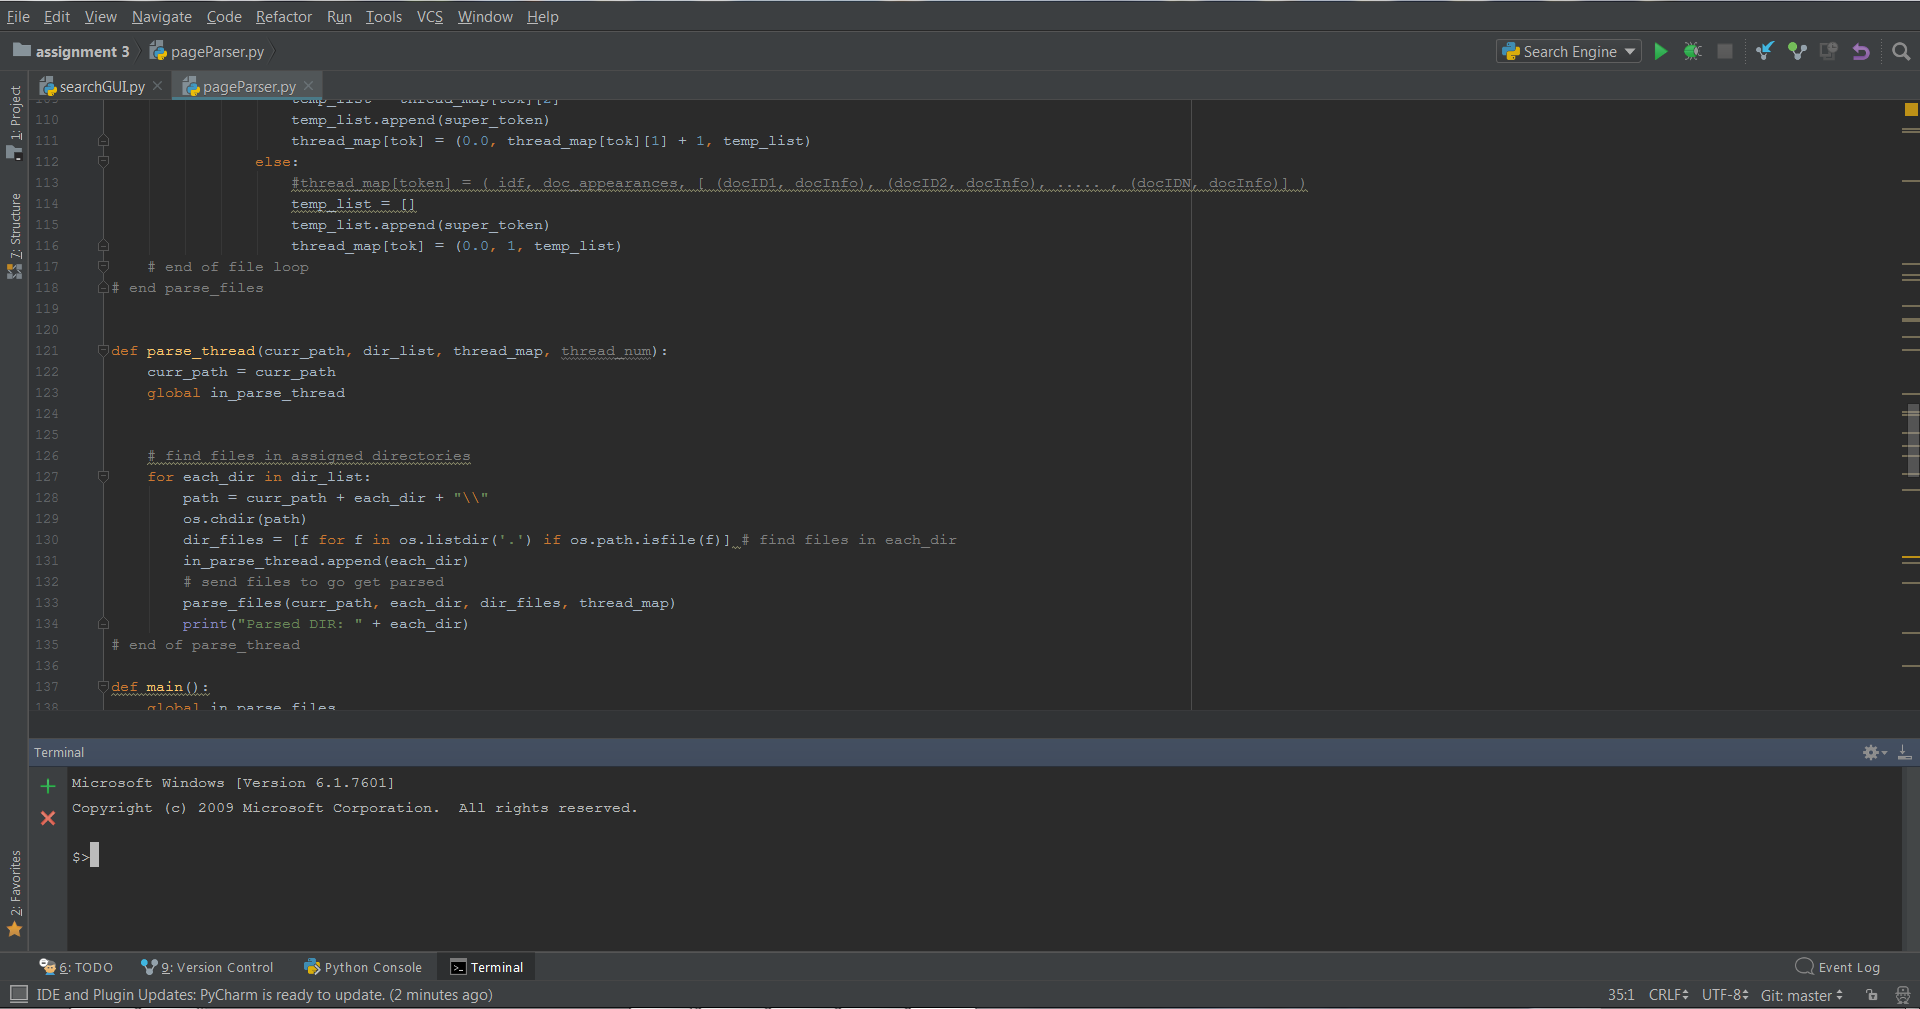 File Edit View Navigate Code Refactor Run Tools VCS Window Help
assignment 3 pageParser.py Search Engine
searchGUI.py pageParser.py
1: Project
7: Structure
2: Favorites
109 temp_list = thread_map[tok][2]
110 temp_list.append(super_token)
111 thread_map[tok] = (0.0, thread_map[tok][1] + 1, temp_list)
112 else:
113 #thread_map[token] = ( idf, doc_appearances, [ (docID1, docInfo), (docID2, docInfo), ..... , (docIDN, docInfo)] )
114 temp_list = []
115 temp_list.append(super_token)
116 thread_map[tok] = (0.0, 1, temp_list)
117 # end of file loop
118 # end parse_files
119
120
121 def parse_thread(curr_path, dir_list, thread_map, thread_num):
122 curr_path = curr_path
123 global in_parse_thread
124
125
126 # find files in assigned directories
127 for each_dir in dir_list:
128 path = curr_path + each_dir + "\\"
129 os.chdir(path)
130 dir_files = [f for f in os.listdir('.') if os.path.isfile(f)] # find files in each_dir
131 in_parse_thread.append(each_dir)
132 # send files to go get parsed
133 parse_files(curr_path, each_dir, dir_files, thread_map)
134 print("Parsed DIR: " + each_dir)
135 # end of parse_thread
136
137 def main():
138 global in_parse_files
Terminal
Microsoft Windows [Version 6.1.7601]
Copyright (c) 2009 Microsoft Corporation.  All rights reserved.
$>
6: TODO 9: Version Control Python Console Terminal Event Log
IDE and Plugin Updates: PyCharm is ready to update. (2 minutes ago) 35:1 CRLF UTF-8 Git: master